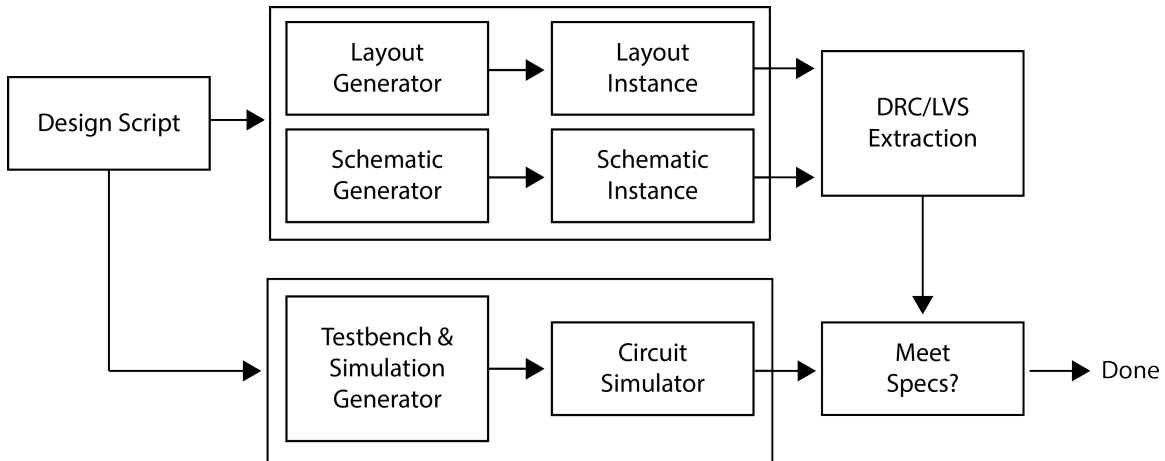 Design Script
Layout
Generator
Layout
Instance
Schematic
Generator
Schematic
Instance
DRC/LVS
Extraction
Testbench &
Simulation
Generator
Circuit
Simulator
Meet
Specs?
Done